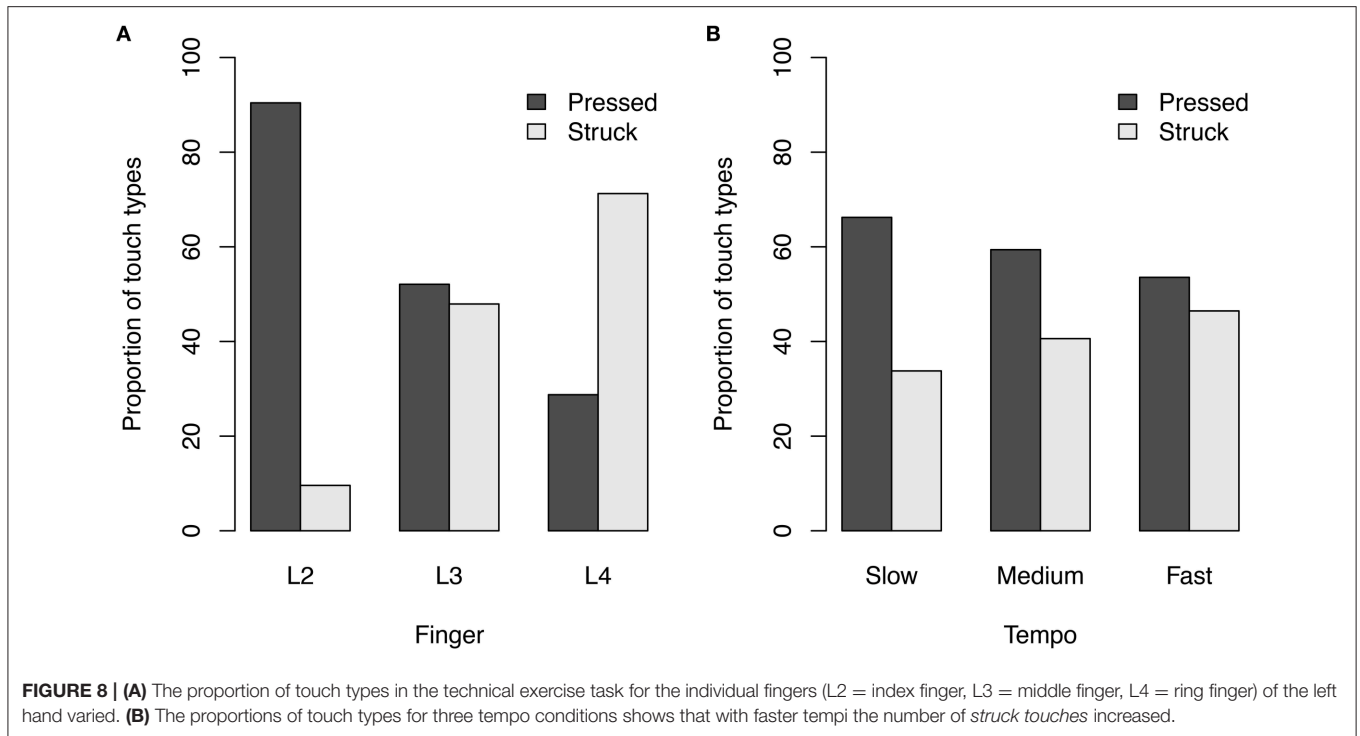 A
Proportion of touch types
100
80
60
40
20
0
Pressed
Struck
L2 L3 L4
Finger
B
Proportion of touch types
100
80
60
40
20
0
Pressed
Struck
Slow Medium Fast
Tempo
FIGURE 8 | (A) The proportion of touch types in the technical exercise task for the individual fingers (L2 = index finger, L3 = middle finger, L4 = ring finger) of the left
hand varied. (B) The proportions of touch types for three tempo conditions shows that with faster tempi the number of struck touches increased.